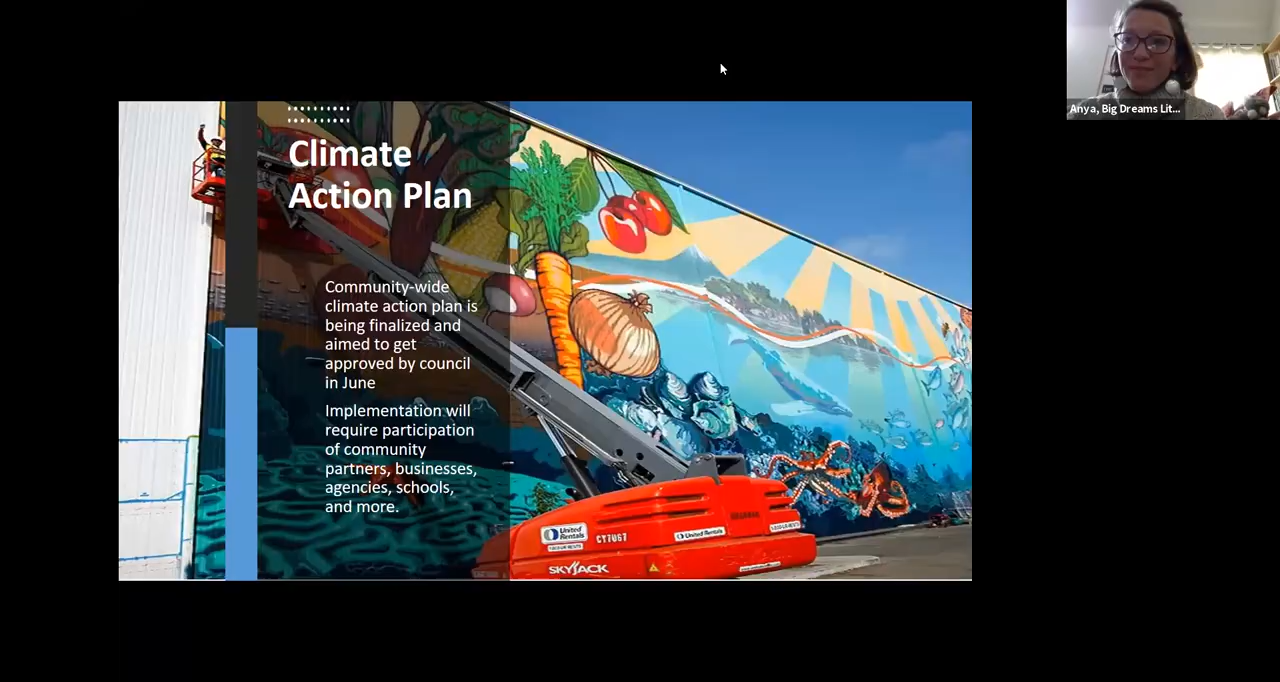 Climate
Action Plan
Community-wide
climate action plan is
being finalized and
aimed to get
approved by council
in June
Implementation will
require participation
of community
partners, businesses,
agencies, schools,
and more.
United
Rentals
CY7067
United Rentals
SKYJACK
Anya, Big Dreams Lit...